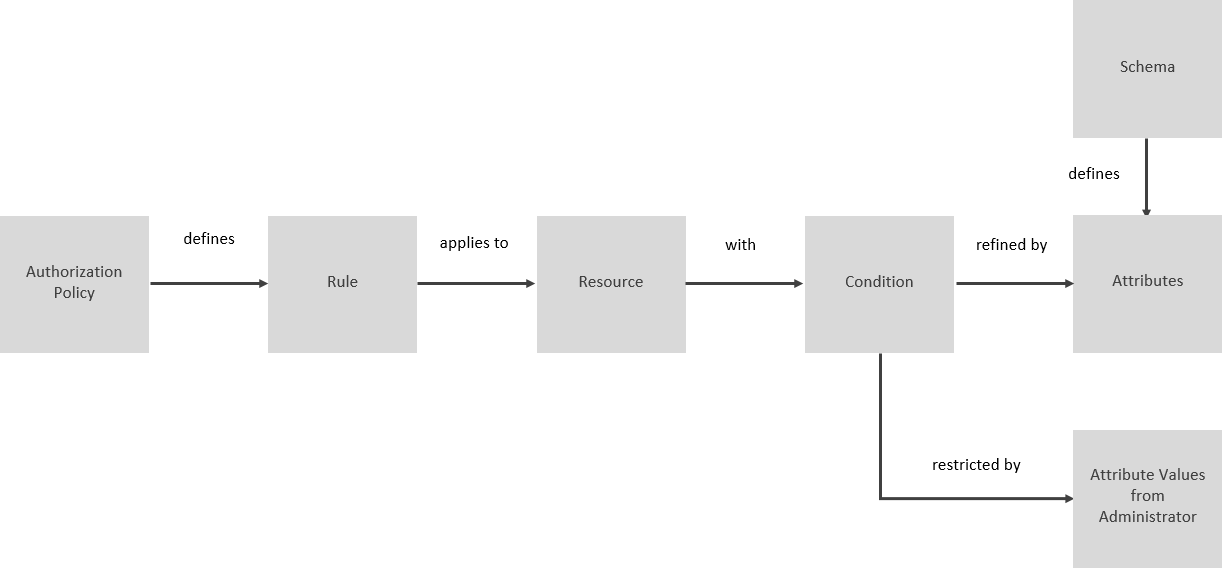 Schema
defines
defines
applies to
with
refined by
Authorization
Policy
Rule
Resource
Condition
Attributes
restricted by
Attribute Values
from
Administrator